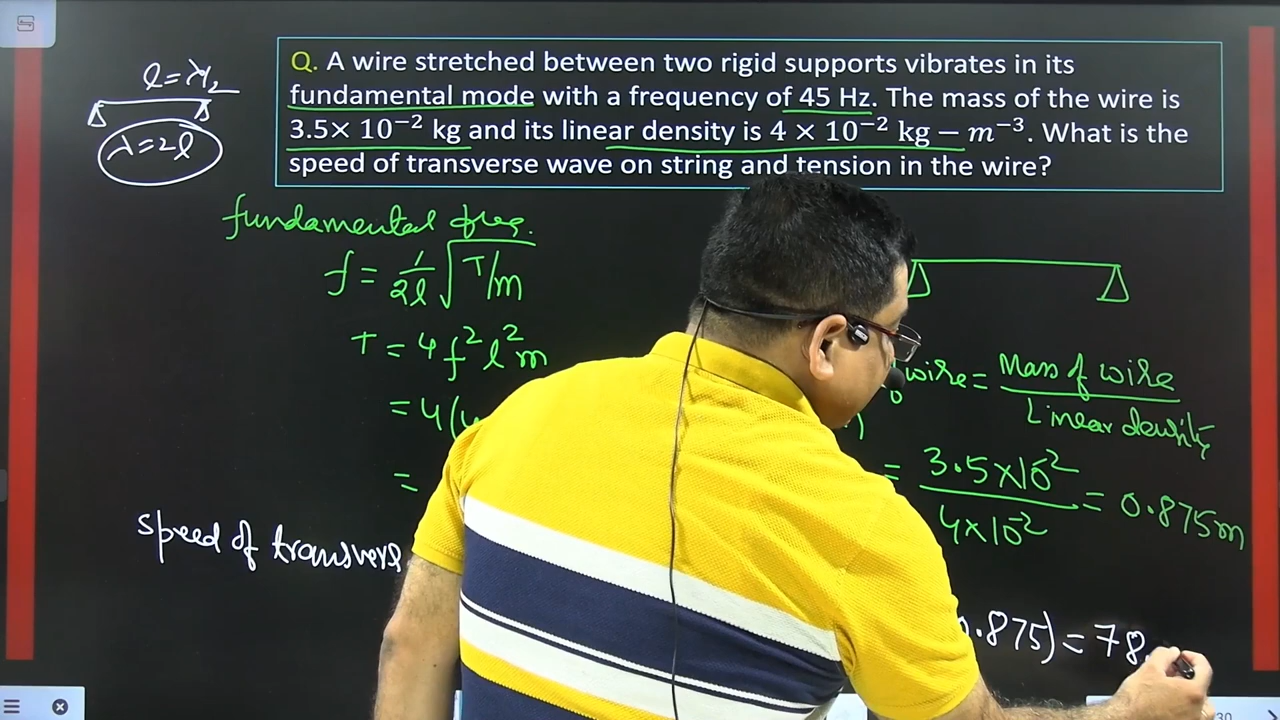 l = λ/2
λ = 2l
Q. A wire stretched between two rigid supports vibrates in its
fundamental mode with a frequency of 45 Hz. The mass of the wire is
3.5× 10⁻² kg and its linear density is 4 × 10⁻² kg − m⁻³. What is the
speed of transverse wave on string and tension in the wire?
fundamental freq.
f = 1/2l √T/m
T = 4 f² l² m
= 4(
=
wire = Mass of wire / Linear density
= 3.5×10⁻² / 4×10⁻² = 0.875m
speed of transverse
.875) = 78.
30